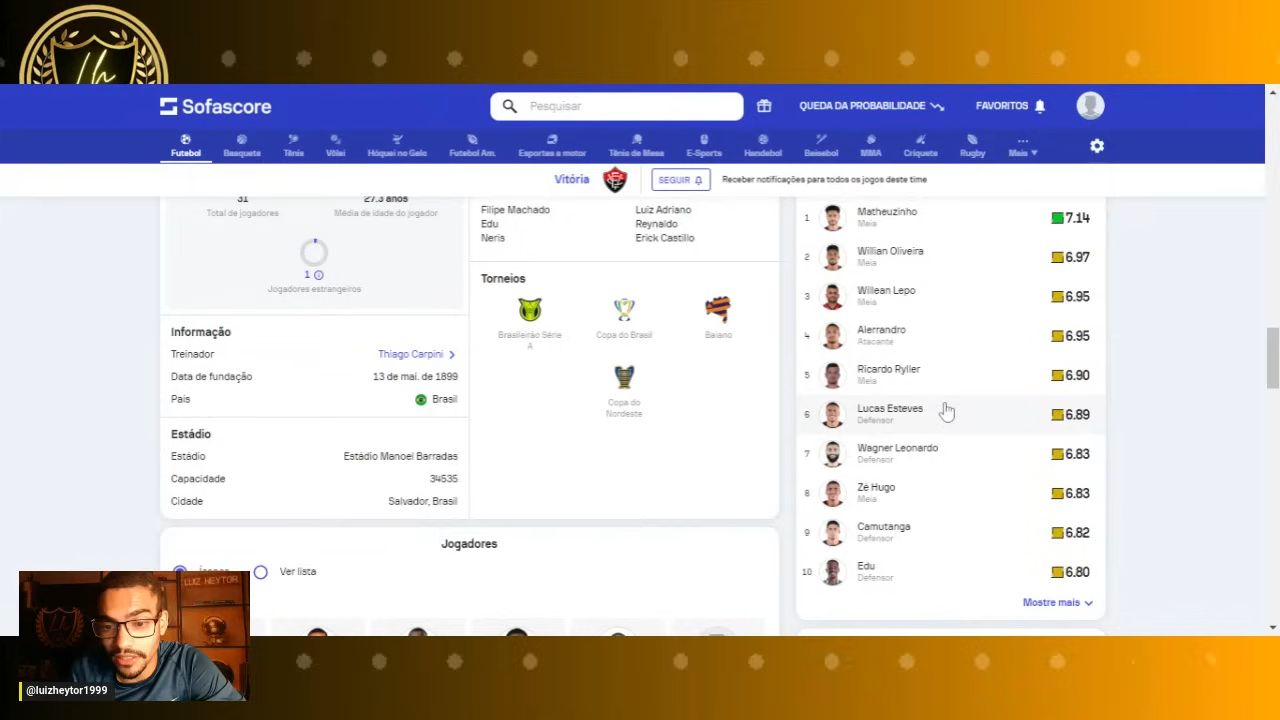 lh
Sofascore
Pesquisar
QUEDA DA PROBABILIDADE
FAVORITOS
Futebol
Basquete
Tênis
Vôlei
Hóquei no Gelo
Futebol Am.
Esportes a motor
Tênis de Mesa
E-Sports
Handebol
Beisebol
MMA
Críquete
Rugby
Mais
Vitória
SEGUIR
Receber notificações para todos os jogos deste time
31
Total de jogadores
27.3 anos
Média de idade do jogador
1
Jogadores estrangeiros
Informação
Treinador
Thiago Carpini
Data de fundação
13 de mai. de 1899
País
Brasil
Estádio
Estádio
Estádio Manoel Barradas
Capacidade
34535
Cidade
Salvador, Brasil
Filipe Machado
Luiz Adriano
Edu
Reynaldo
Neris
Erick Castillo
Torneios
Brasileirão Série
A
Copa do Brasil
Baiano
Copa do
Nordeste
Jogadores
Ver lista
1
Matheuzinho
Meia
7.14
2
Willian Oliveira
Meia
6.97
3
Willean Lepo
Meia
6.95
4
Alerrandro
Atacante
6.95
5
Ricardo Ryller
Meia
6.90
6
Lucas Esteves
Defensor
6.89
7
Wagner Leonardo
Defensor
6.83
8
Zé Hugo
Meia
6.83
9
Camutanga
Defensor
6.82
10
Edu
Defensor
6.80
Mostre mais
LUIZ HEYTOR
@luizheytor1999